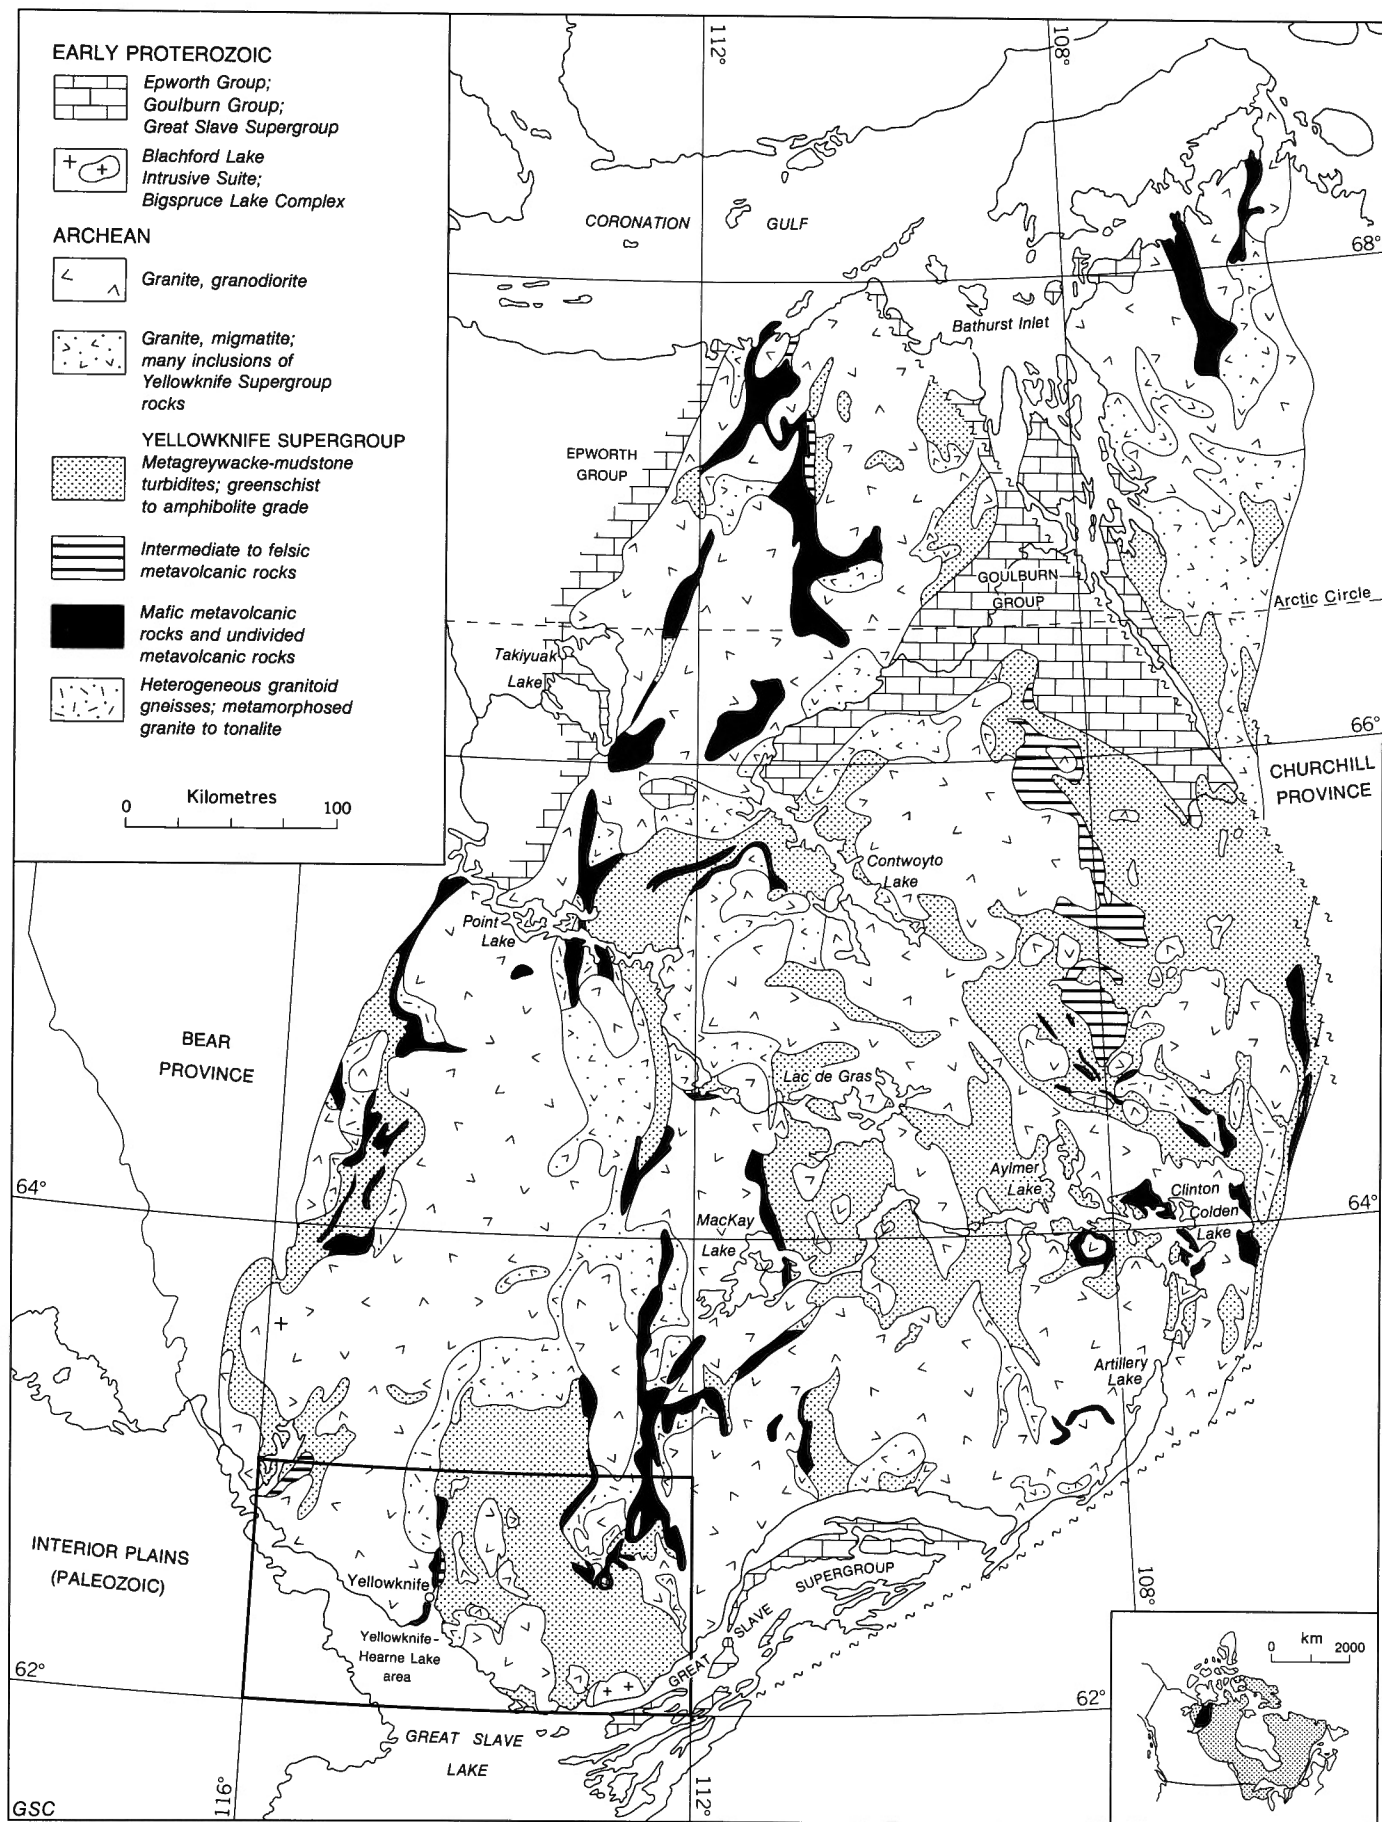 EARLY PROTEROZOIC
Epworth Group;
Goulburn Group;
Great Slave Supergroup
Blachford Lake
Intrusive Suite;
Bigspruce Lake Complex
ARCHEAN
Granite, granodiorite
Granite, migmatite;
many inclusions of
Yellowknife Supergroup
rocks
YELLOWKNIFE SUPERGROUP
Metagreywacke-mudstone
turbidites; greenschist
to amphibolite grade
Intermediate to felsic
metavolcanic rocks
Mafic metavolcanic
rocks and undivided
metavolcanic rocks
Heterogeneous granitoid
gneisses; metamorphosed
granite to tonalite
Kilometres
0 100
112°
108°
CORONATION GULF
68°
Bathurst Inlet
EPWORTH
GROUP
GOULBURN
GROUP
Arctic Circle
Takiyuak
Lake
66°
CHURCHILL
PROVINCE
Contwoyto
Lake
Point
Lake
BEAR
PROVINCE
Lac de Gras
Aylmer
Lake
64°
Clinton
Colden
Lake
64°
MacKay
Lake
Artillery
Lake
INTERIOR PLAINS
(PALEOZOIC)
Yellowknife
Yellowknife-
Hearne Lake
area
GREAT SLAVE
SUPERGROUP
108°
62°
62°
GREAT SLAVE
LAKE
116°
112°
km
0 2000
GSC